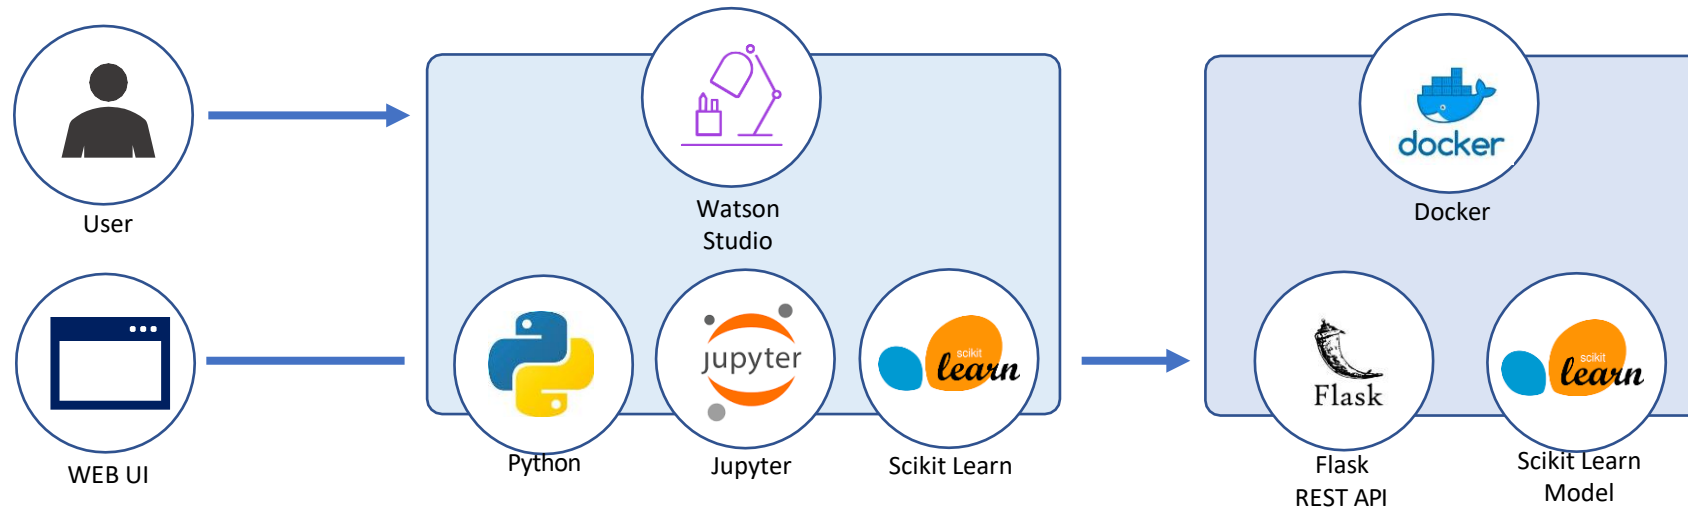 User
WEB UI
Watson
Studio
Python
jupyter
Jupyter
scikit
learn
Scikit Learn
docker
Docker
Flask
Flask
REST API
scikit
learn
Scikit Learn
Model